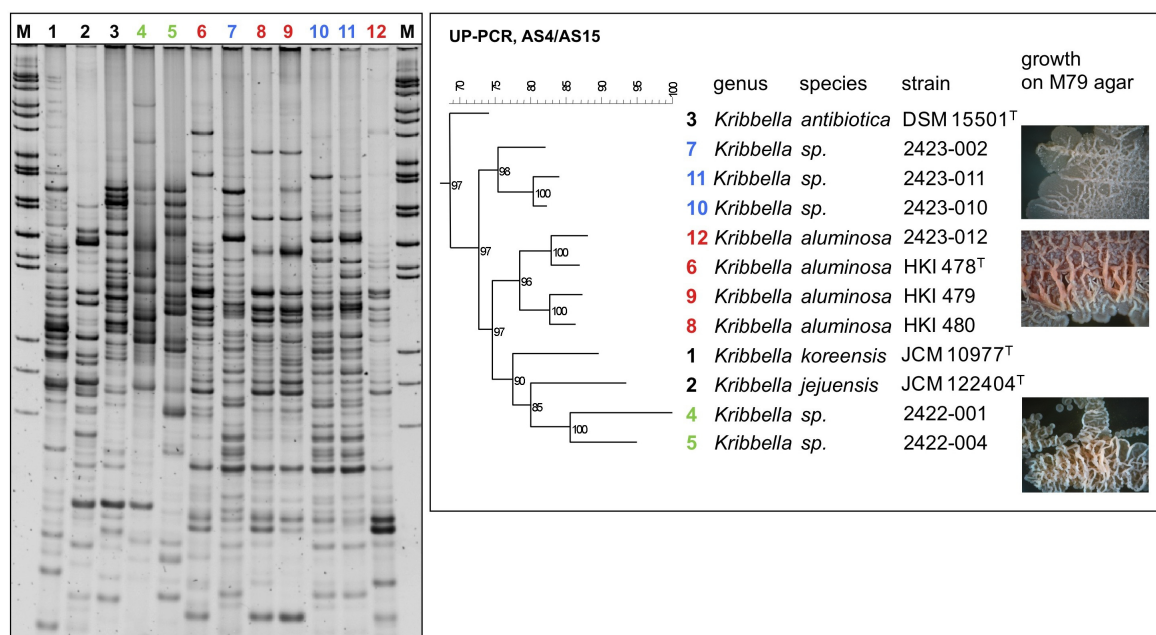 M 1 2 3 4 5 6 7 8 9 10 11 12 M
UP-PCR, AS4/AS15
growth
on M79 agar
70 75 80 85 90 95 100
genus species strain
3 Kribbella antibiotica DSM 15501ᵀ
7 Kribbella sp. 2423-002
11 Kribbella sp. 2423-011
10 Kribbella sp. 2423-010
12 Kribbella aluminosa 2423-012
6 Kribbella aluminosa HKI 478ᵀ
9 Kribbella aluminosa HKI 479
8 Kribbella aluminosa HKI 480
1 Kribbella koreensis JCM 10977ᵀ
2 Kribbella jejuensis JCM 122404ᵀ
4 Kribbella sp. 2422-001
5 Kribbella sp. 2422-004
98
97
100
100
97
96
100
97
90
85
100